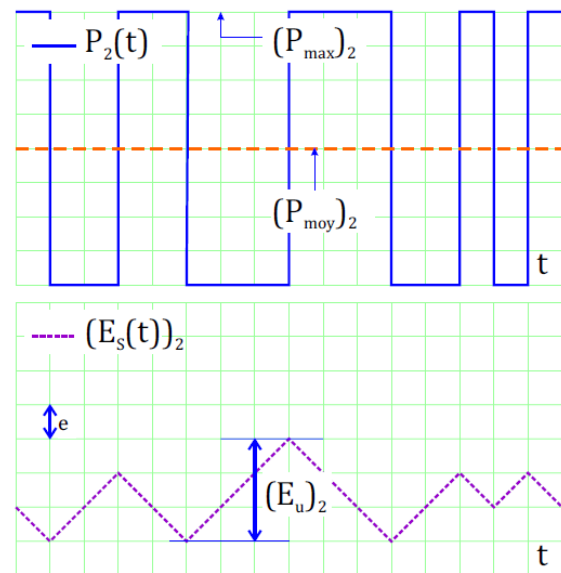 P₂(t)
(Pmax)₂
(Pmoy)₂
t
(Eₛ(t))₂
e
(Eᵤ)₂
t